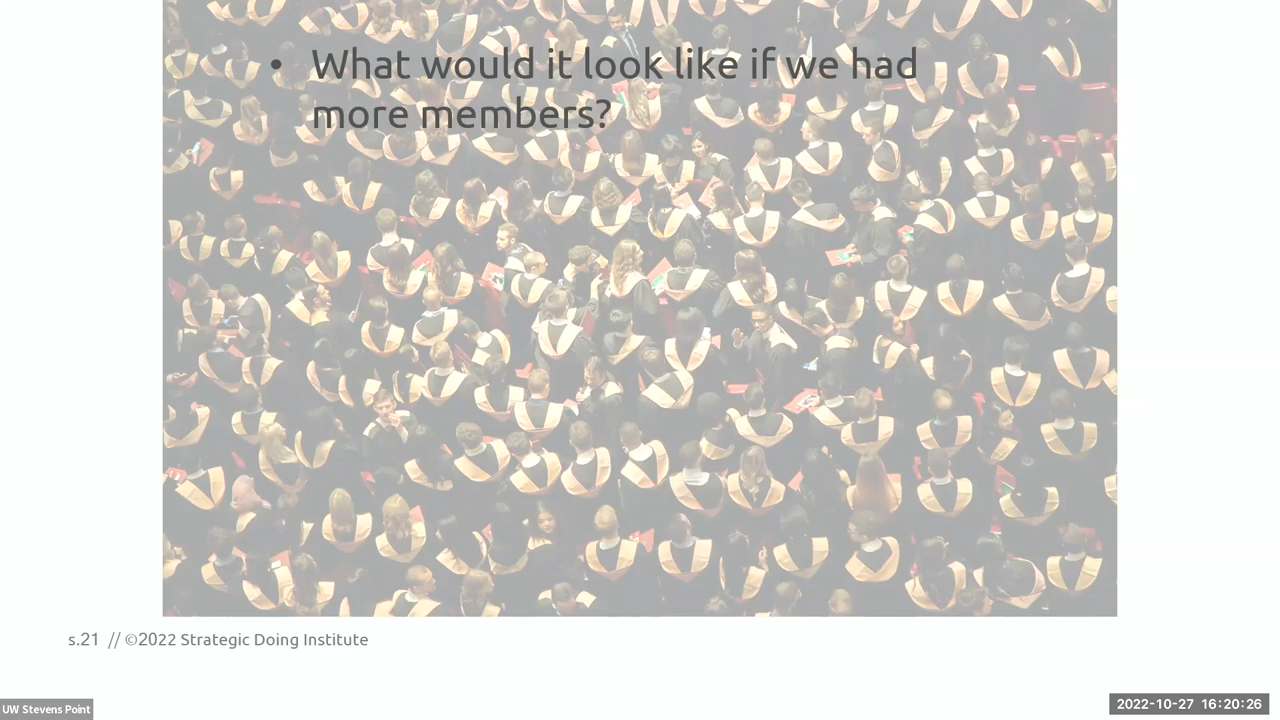 • What would it look like if we had
more members?
s.21 // ©2022 Strategic Doing Institute
UW Stevens Point
2022-10-27 16:20:26